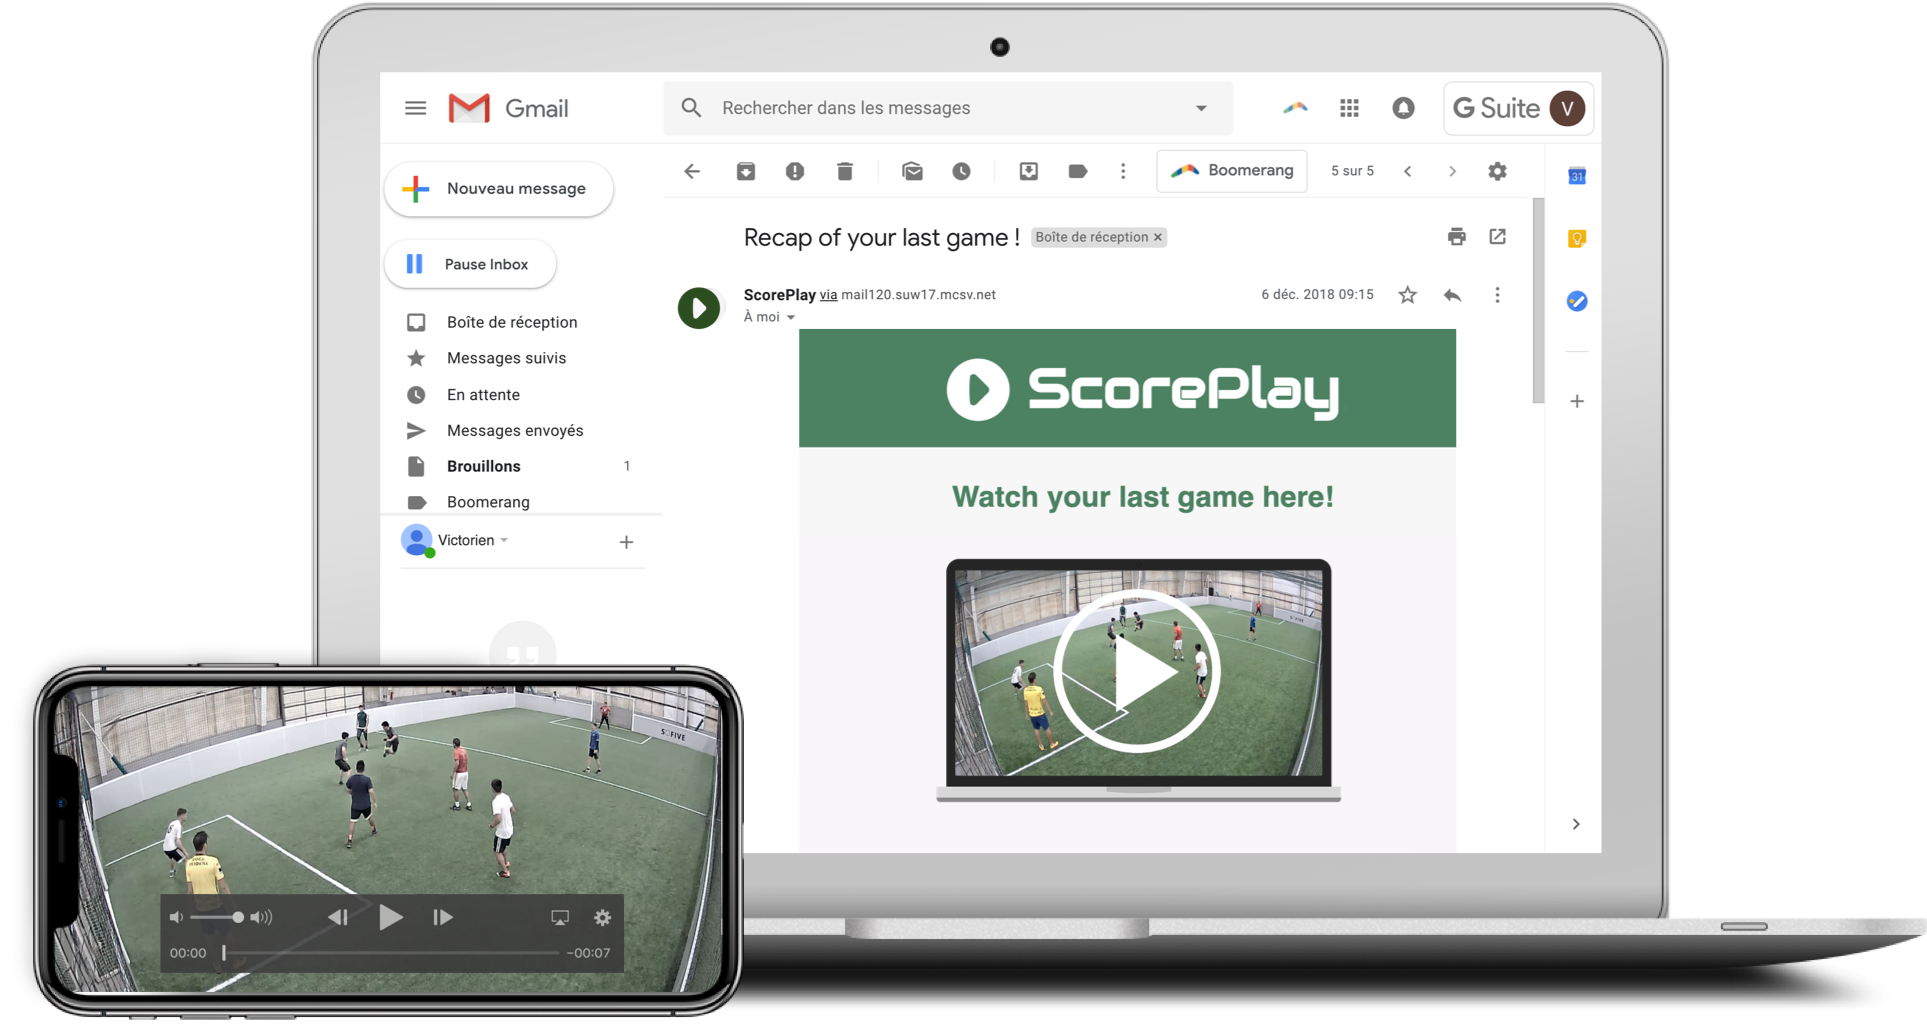 Gmail
Rechercher dans les messages
G Suite
V
Nouveau message
Boomerang
5 sur 5
31
Pause Inbox
Recap of your last game !
Boîte de réception ×
ScorePlay via mail120.suw17.mcsv.net
6 déc. 2018 09:15
À moi
Boîte de réception
Messages suivis
En attente
Messages envoyés
Brouillons 1
Boomerang
Victorien
ScorePlay
Watch your last game here!
SOFIVE
00:00
-00:07